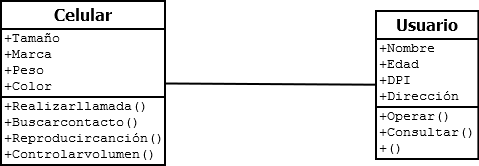 Celular
+Tamaño
+Marca
+Peso
+Color
+Realizarllamada()
+Buscarcontacto()
+Reproducircanción()
+Controlarvolumen()
Usuario
+Nombre
+Edad
+DPI
+Dirección
+Operar()
+Consultar()
+()